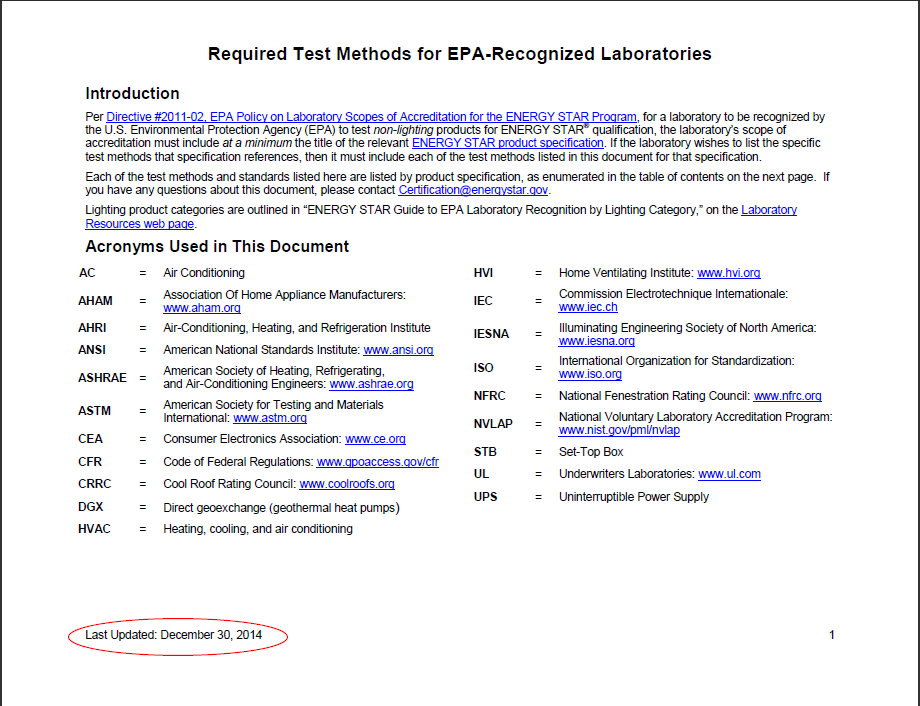 Required Test Methods for EPA-Recognized Laboratories
Introduction
Per Directive #2011-02, EPA Policy on Laboratory Scopes of Accreditation for the ENERGY STAR Program, for a laboratory to be recognized by
the U.S. Environmental Protection Agency (EPA) to test non-lighting products for ENERGY STAR® qualification, the laboratory's scope of
accreditation must include at a minimum the title of the relevant ENERGY STAR product specification. If the laboratory wishes to list the specific
test methods that specification references, then it must include each of the test methods listed in this document for that specification.
Each of the test methods and standards listed here are listed by product specification, as enumerated in the table of contents on the next page. If
you have any questions about this document, please contact Certification@energystar.gov.
Lighting product categories are outlined in “ENERGY STAR Guide to EPA Laboratory Recognition by Lighting Category,” on the Laboratory
Resources web page.
Acronyms Used in This Document
AC = Air Conditioning
AHAM = Association Of Home Appliance Manufacturers:
www.aham.org
AHRI = Air-Conditioning, Heating, and Refrigeration Institute
ANSI = American National Standards Institute: www.ansi.org
ASHRAE = American Society of Heating, Refrigerating,
and Air-Conditioning Engineers: www.ashrae.org
ASTM = American Society for Testing and Materials
International: www.astm.org
CEA = Consumer Electronics Association: www.ce.org
CFR = Code of Federal Regulations: www.gpoaccess.gov/cfr
CRRC = Cool Roof Rating Council: www.coolroofs.org
DGX = Direct geoexchange (geothermal heat pumps)
HVAC = Heating, cooling, and air conditioning
HVI = Home Ventilating Institute: www.hvi.org
IEC = Commission Electrotechnique Internationale:
www.iec.ch
IESNA = Illuminating Engineering Society of North America:
www.iesna.org
ISO = International Organization for Standardization:
www.iso.org
NFRC = National Fenestration Rating Council: www.nfrc.org
NVLAP = National Voluntary Laboratory Accreditation Program:
www.nist.gov/pml/nvlap
STB = Set-Top Box
UL = Underwriters Laboratories: www.ul.com
UPS = Uninterruptible Power Supply
Last Updated: December 30, 2014
1